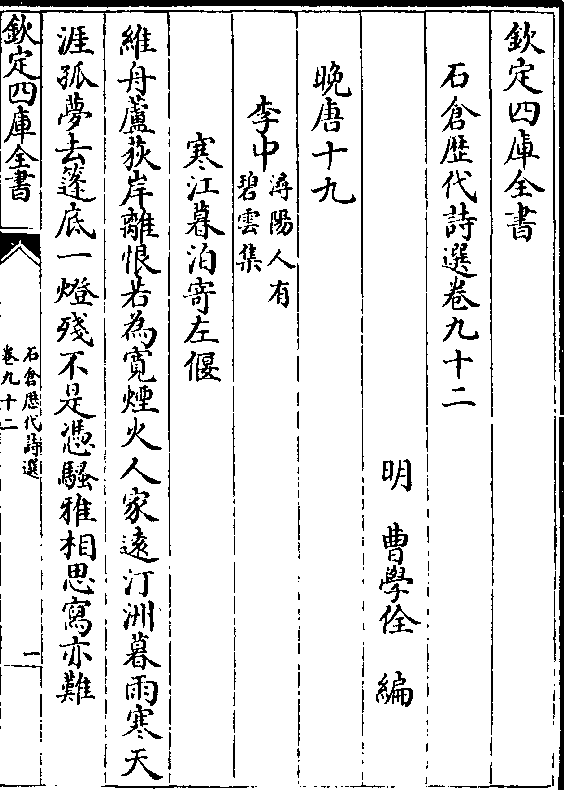 欽定四庫全書
石倉歷代詩選卷九十二
明　曹學佺　編
晚唐十九
李中
潯陽人有
碧雲集
寒江暮泊寄左偃
維舟蘆荻岸離恨若為寛煙火人家遠汀洲暮雨寒天
涯孤夢去篷底一燈殘不是憑騷雅相思寫亦難
欽定四庫全書
石倉歷代詩選
卷九十二
一